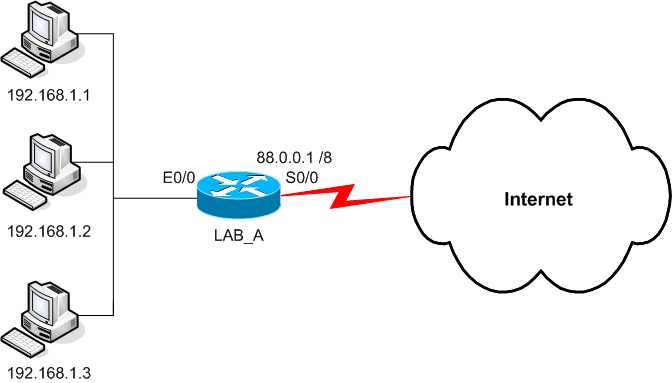 192.168.1.1
88.0.0.1 /8
E0/0
S0/0
Internet
192.168.1.2
LAB_A
192.168.1.3